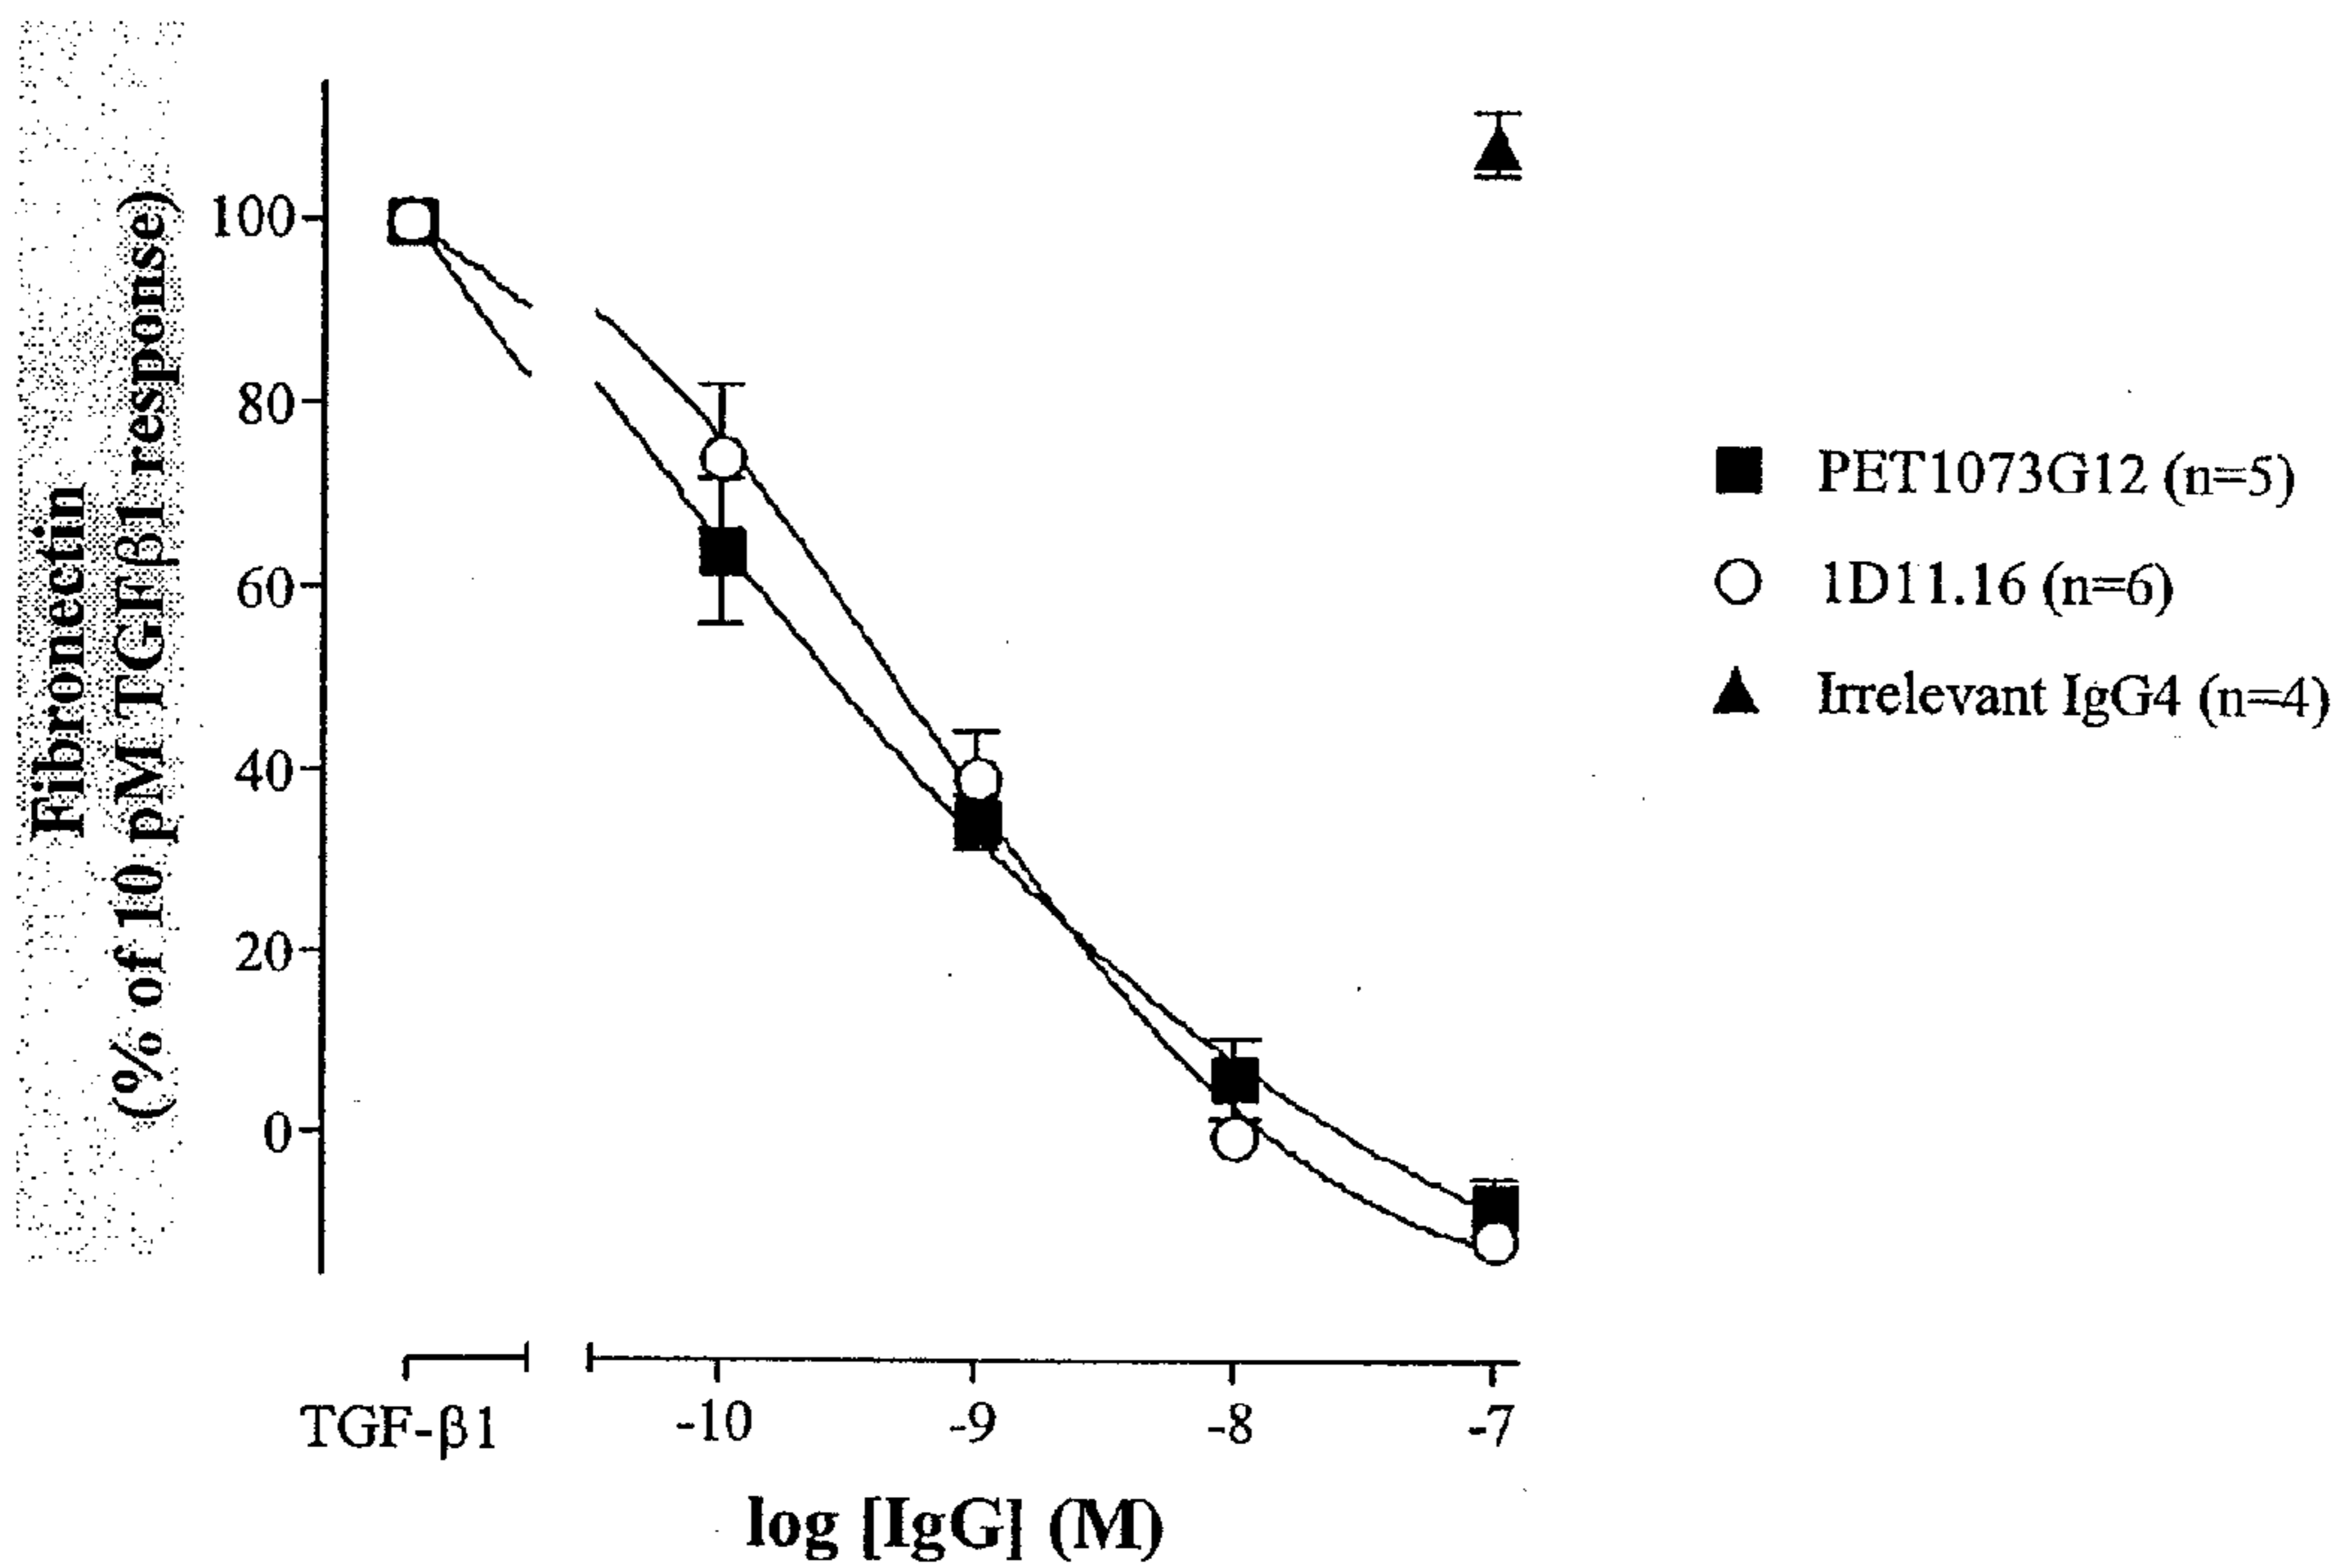 Fibronectin
(% of 10 pM TGFβ1 response)
100
80
60
40
20
0
TGF-β1
-10
-9
-8
-7
log [IgG] (M)
PET1073G12 (n=5)
1D11.16 (n=6)
Irrelevant IgG4 (n=4)